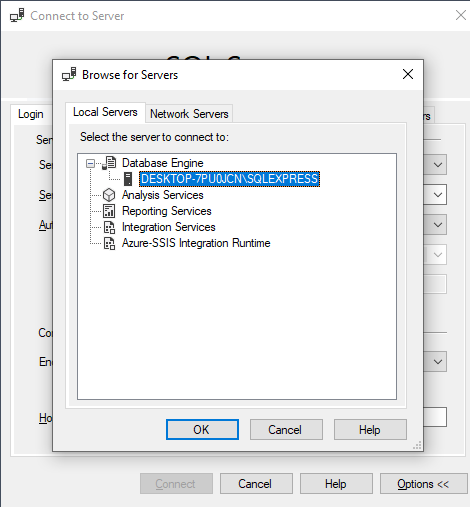 Connect to Server
Browse for Servers
Login
Local Servers
Network Servers
Select the server to connect to:
Database Engine
DESKTOP-7PU0JCN\SQLEXPRESS
Analysis Services
Reporting Services
Integration Services
Azure-SSIS Integration Runtime
OK
Cancel
Help
Connect
Cancel
Help
Options <<